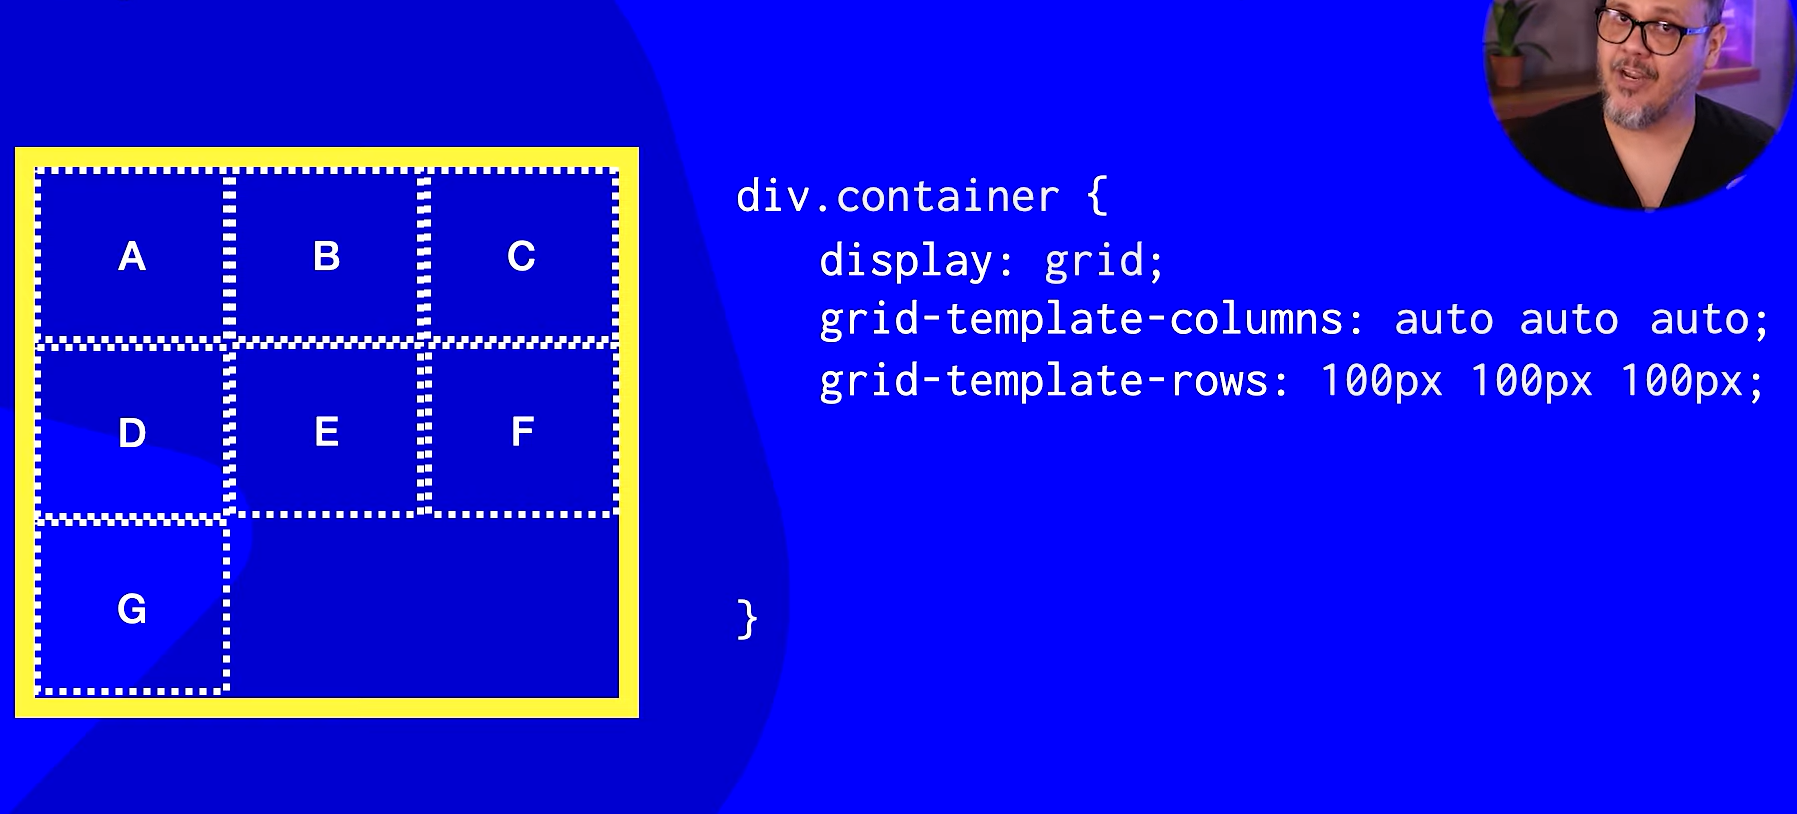 A B C
D E F
G
div.container {
display: grid;
grid-template-columns: auto auto auto;
grid-template-rows: 100px 100px 100px;
}